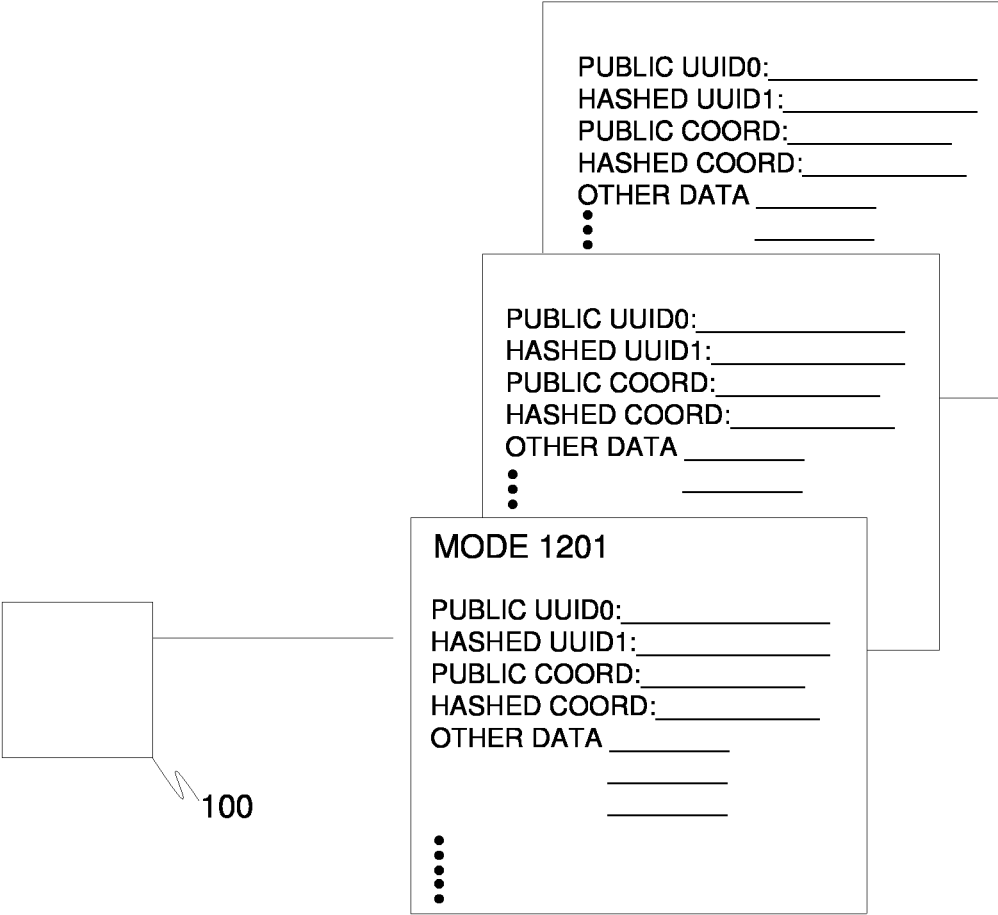 PUBLIC UUID0:
HASHED UUID1:
PUBLIC COORD:
HASHED COORD:
OTHER DATA
PUBLIC UUID0:
HASHED UUID1:
PUBLIC COORD:
HASHED COORD:
OTHER DATA
MODE 1201
PUBLIC UUID0:
HASHED UUID1:
PUBLIC COORD:
HASHED COORD:
OTHER DATA
100